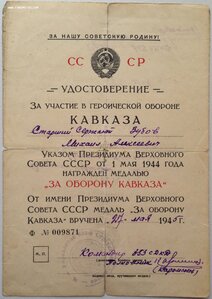 ЗА НАШУ СОВЕТСКУЮ РОДИНУ!
СС СР
УДОСТОВЕРЕНИЕ
ЗА УЧАСТИЕ В ГЕРОИЧЕСКОЙ ОБОРОНЕ
КАВКАЗА
Старший Сержант Зубов
Михаил Алексеевич
УКАЗОМ ПРЕЗИДИУМА ВЕРХОВНОГО
СОВЕТА СССР ОТ 1 МАЯ 1944 ГОДА
НАГРАЖДЕН МЕДАЛЬЮ
"ЗА ОБОРОНУ КАВКАЗА"
ОТ ИМЕНИ ПРЕЗИДИУМА ВЕРХОВНОГО
СОВЕТА СССР МЕДАЛЬ „ЗА ОБОРОНУ
КАВКАЗА" ВРУЧЕНА „27" мая 1945 г.
Ф № 009871
М. П.
Командир